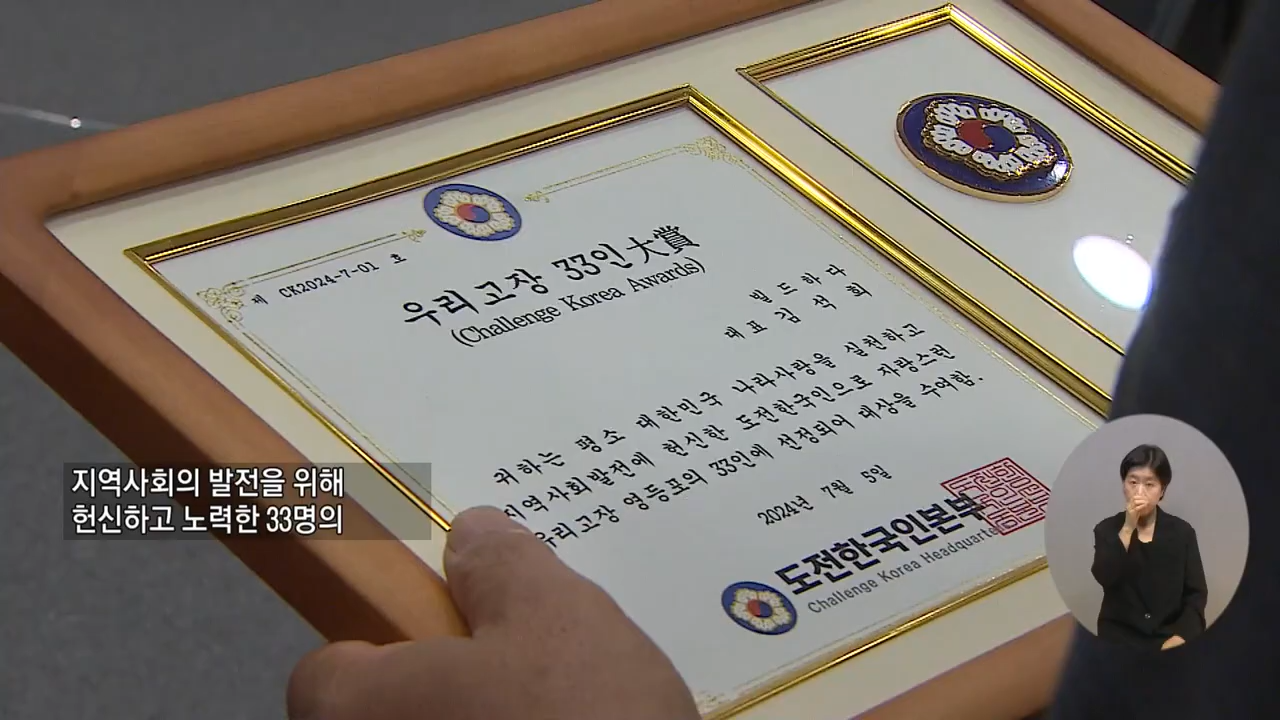 제 CK2024-7-01 호
우리고장 33인 大賞
(Challenge Korea Awards)
빌드하다
대표 김석희
귀하는 평소 대한민국 나라사랑을 실천하고
지역사회발전에 헌신한 도전한국인으로 자랑스런
우리고장 영등포의 33인에 선정되어 대상을 수여함.
2024년 7월 5일
도전한국인본부
Challenge Korea Headquarte
지역사회의 발전을 위해
헌신하고 노력한 33명의